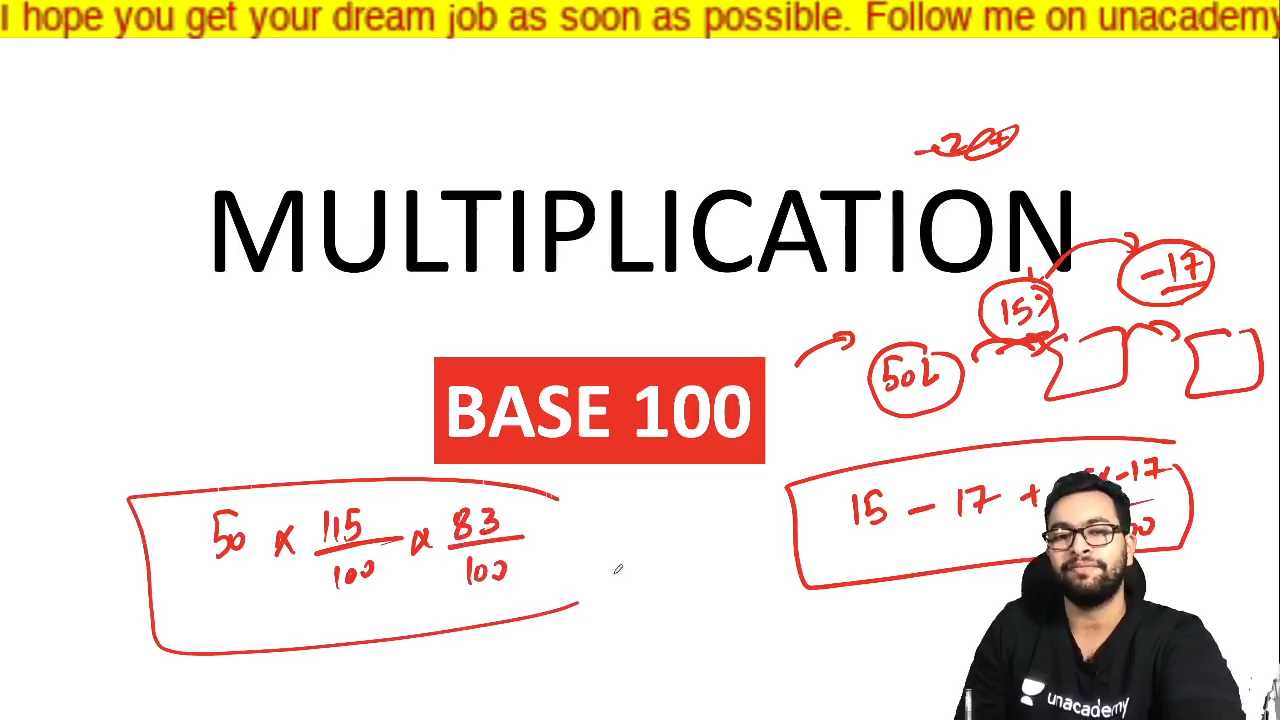 I hope you get your dream job as soon as possible. Follow me on unacademy
MULTIPLICATION
-17
15%
50L
BASE 100
15 - 17 +
50 × 115/100 × 83/100
unacademy